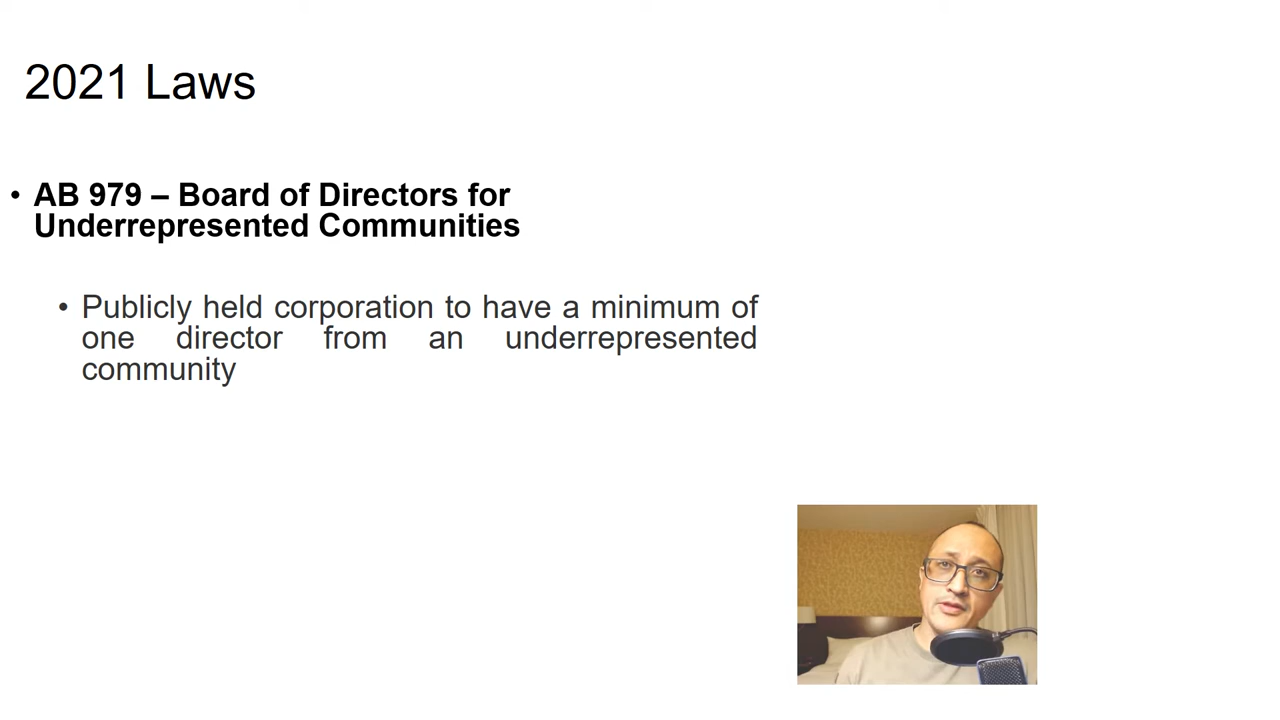 2021 Laws
• AB 979 – Board of Directors for
Underrepresented Communities
• Publicly held corporation to have a minimum of
one director from an underrepresented
community